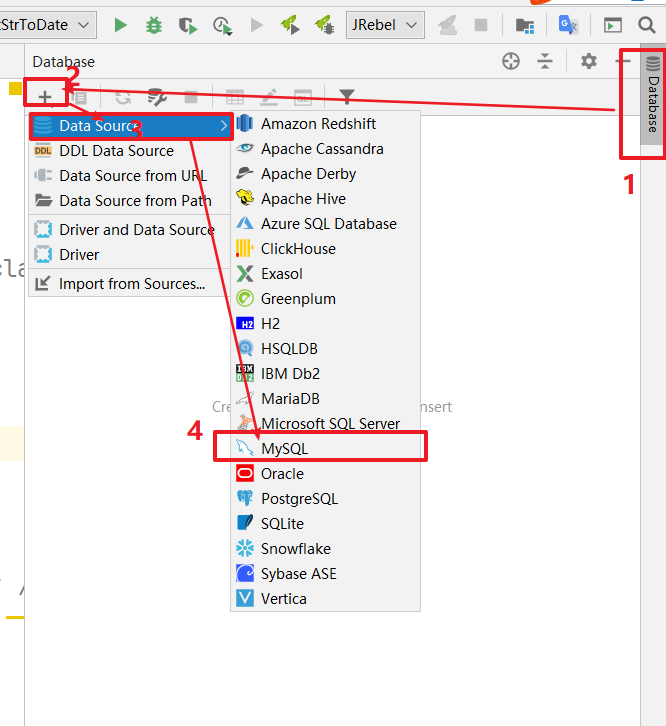 tStrToDate
JRebel
Database
2
Database
1
Data Source
3
DDL Data Source
Data Source from URL
Data Source from Path
Driver and Data Source
Driver
Import from Sources...
cla
Amazon Redshift
Apache Cassandra
Apache Derby
Apache Hive
Azure SQL Database
ClickHouse
Exasol
Greenplum
H2
HSQLDB
IBM Db2
MariaDB
Cre
nsert
Microsoft SQL Server
4
MySQL
Oracle
PostgreSQL
SQLite
Snowflake
Sybase ASE
Vertica